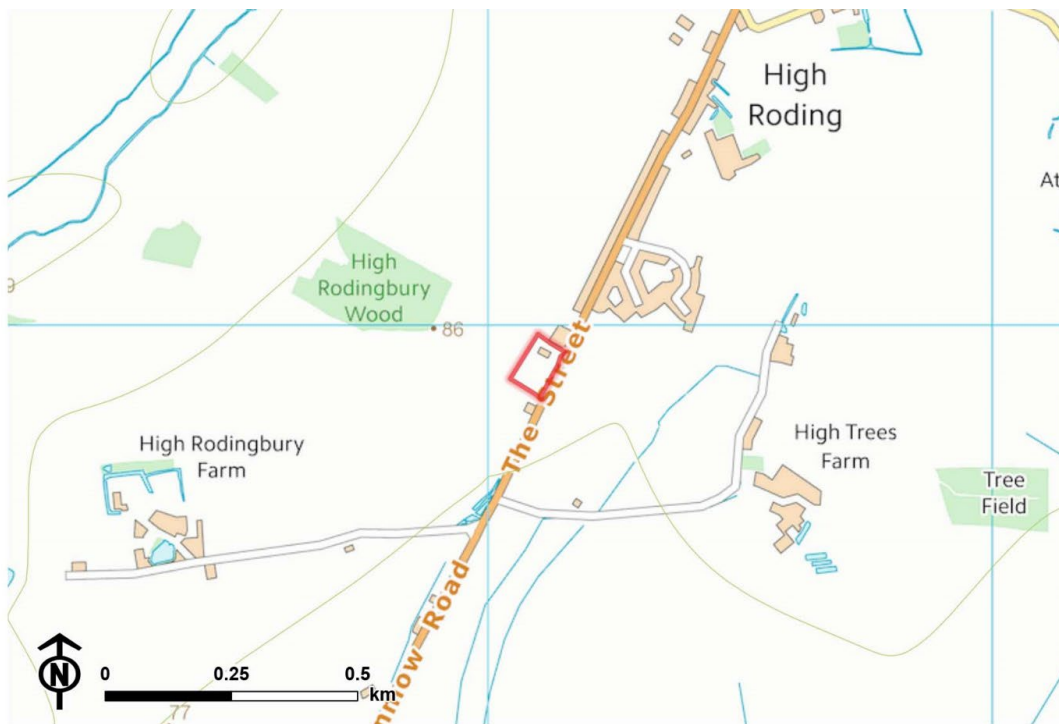 High
Roding
At
High
Rodingbury
Wood
86
9
The Street
High Rodingbury
Farm
High Trees
Farm
Tree
Field
nmow Road
N
0 0.25 0.5
km
77